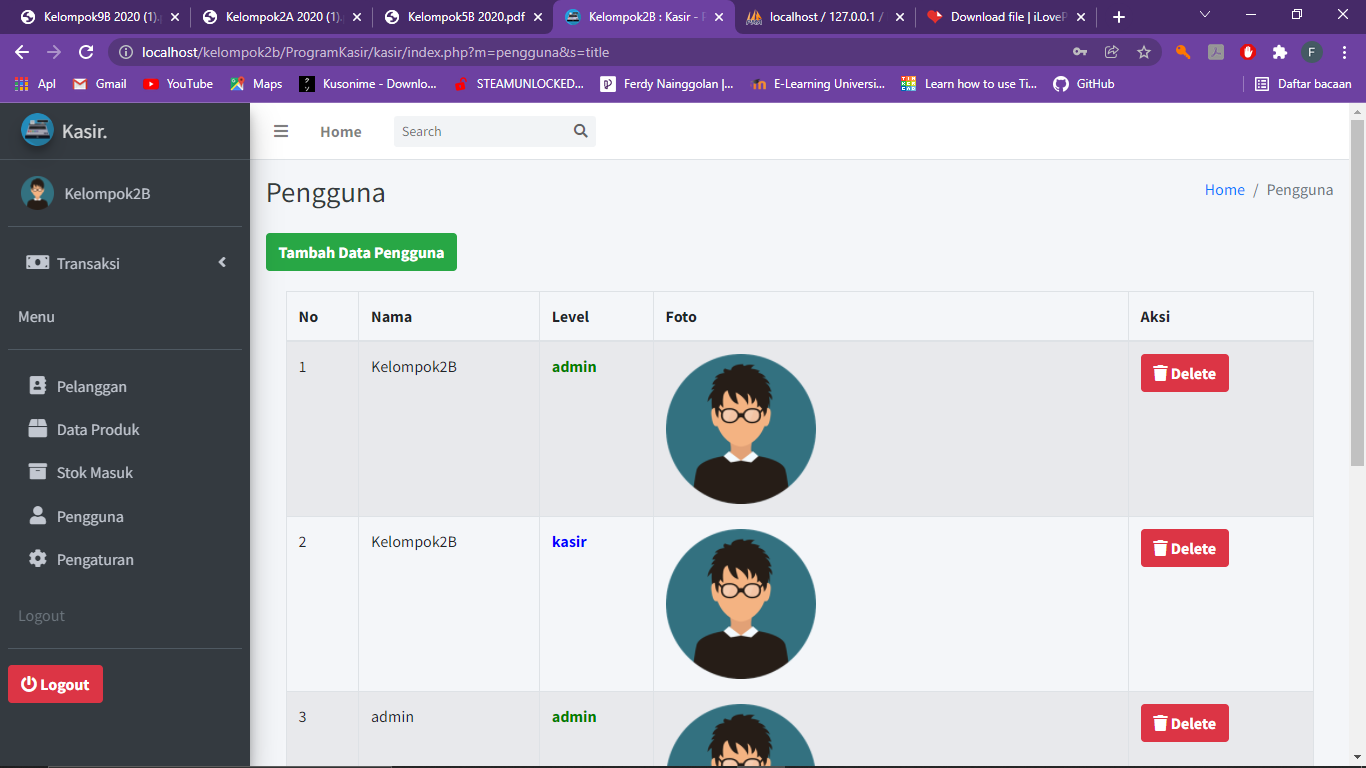 Kelompok9B 2020 (1).
Kelompok2A 2020 (1).
Kelompok5B 2020.pdf
Kelompok2B : Kasir - P
localhost / 127.0.0.1 /
Download file | iLoveP
localhost/kelompok2b/ProgramKasir/kasir/index.php?m=pengguna&s=title
F
Apl
Gmail
YouTube
Maps
Kusonime - Downlo...
STEAMUNLOCKED...
Ferdy Nainggolan |...
E-Learning Universi...
Learn how to use Ti...
GitHub
Daftar bacaan
Kasir.
Home
Search
Kelompok2B
Pengguna
Home / Pengguna
Transaksi
Tambah Data Pengguna
Menu
Pelanggan
Data Produk
Stok Masuk
Pengguna
Pengaturan
Logout
Logout
No Nama Level Foto Aksi
1 Kelompok2B admin Delete
2 Kelompok2B kasir Delete
3 admin admin Delete